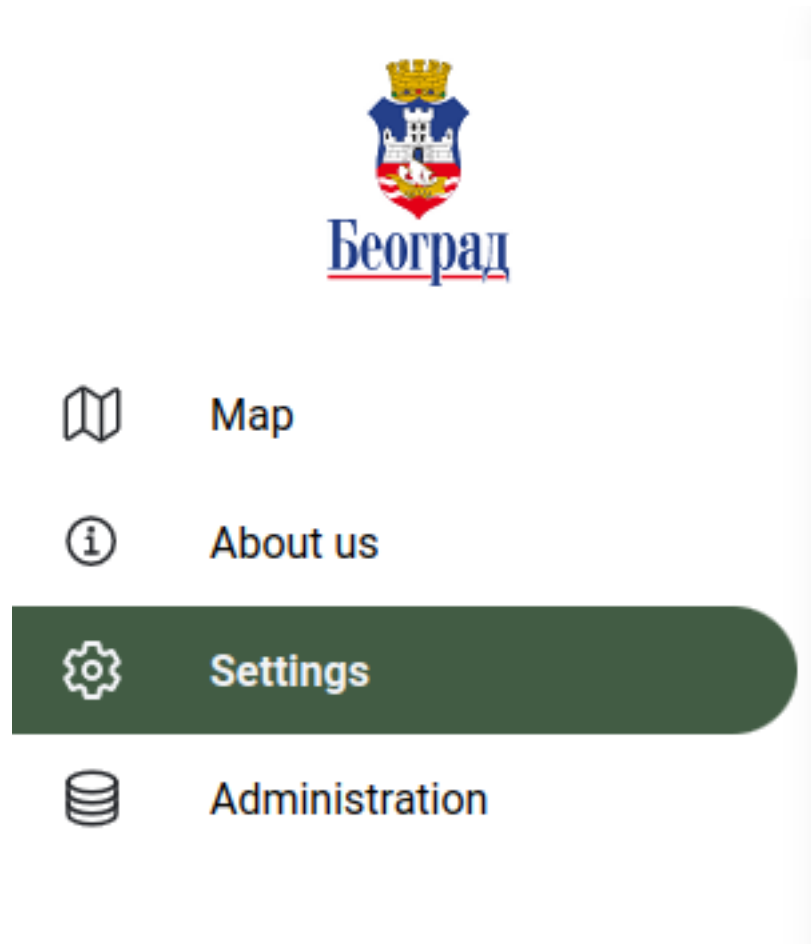 Београд
Map
About us
Settings
Administration